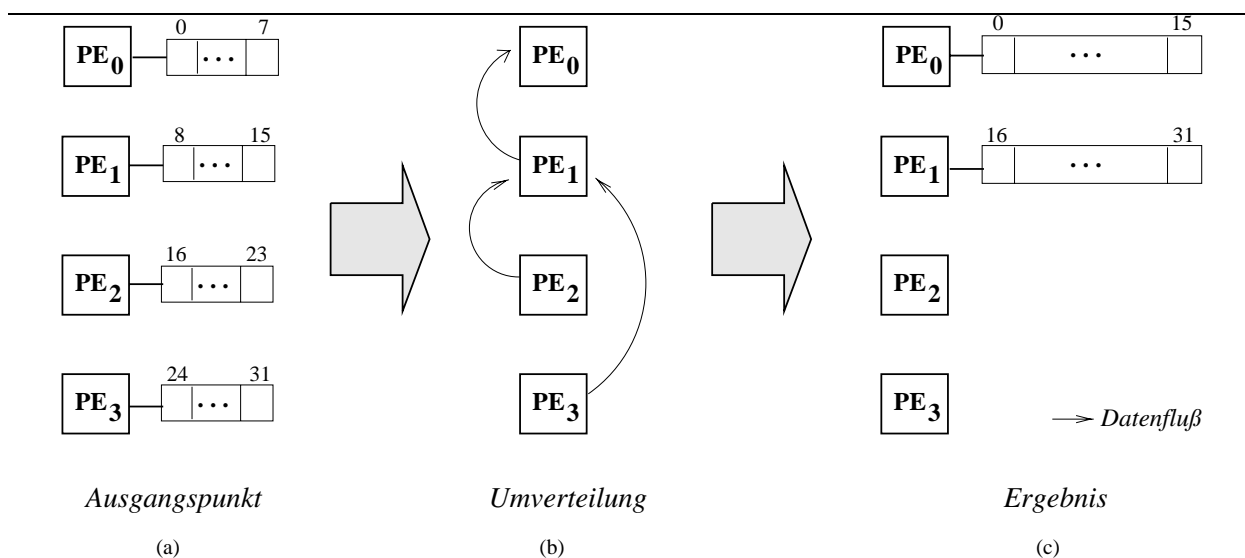 0 7 0 15
PE0 ... PE0 PE0 ...
8 15 16 31
PE1 ... PE1 PE1 ...
16 23
PE2 ... PE2 PE2
24 31
PE3 ... PE3 PE3
Datenfluß
Ausgangspunkt Umverteilung Ergebnis
(a) (b) (c)